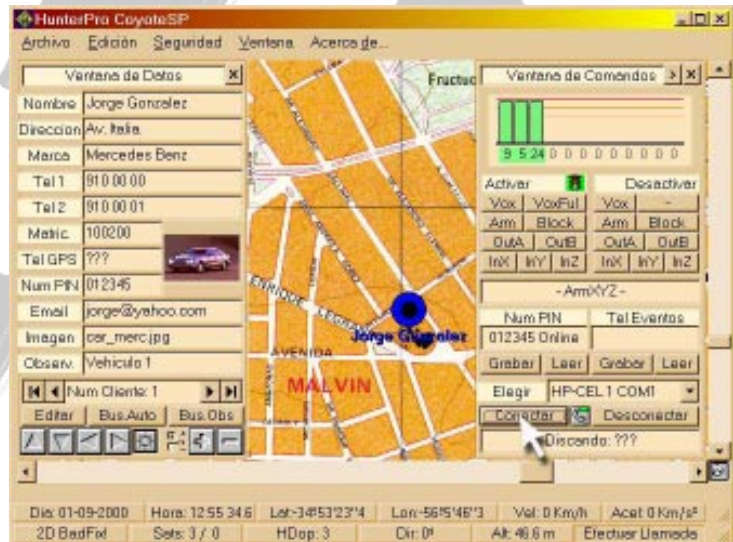 HunterPro CoyoteSP
Archivo Edición Seguridad Ventana Acerca de...
Ventana de Datos
Nombre Jorge Gonzalez
Direccion Av. Italia
Marca Mercedes Benz
Tel 1 910 00 00
Tel 2 910 00 01
Matric. 100200
Tel GPS ???
Num PIN 012345
Email jorge@yahoo.com
Imagen car_merc.jpg
Observ. Vehiculo 1
Num Cliente: 1
Editar Bus.Auto Bus.Obs
ENRIQUE LEGRAND
Jorge Gonzalez
AVENIDA
MALVIN
Ventana de Comandos
9 5 24 0 0 0 0 0 0 0 0 0
Activar Desactivar
Vox VoxFul Vox -
Arm Block Arm Block
OutA OutB OutA OutB
InX InY InZ InX InY InZ
-ArmXYZ-
Num PIN Tel Eventos
012345 Online
Grabar Leer Grabar Leer
Elegir HP-CEL 1 COM1
Conectar Desconectar
Discando: ???
Dia: 01-09-2000 Hora: 12:55 34.6 Lat:-34º53'23"4 Lon:-56º5'46"3 Vel: 0 Km/h Acel: 0 Km/s²
2D BadFix! Sats: 3 / 0 HDop: 3 Dir: 0º Alt: 46.6 m Efectuar Llamada